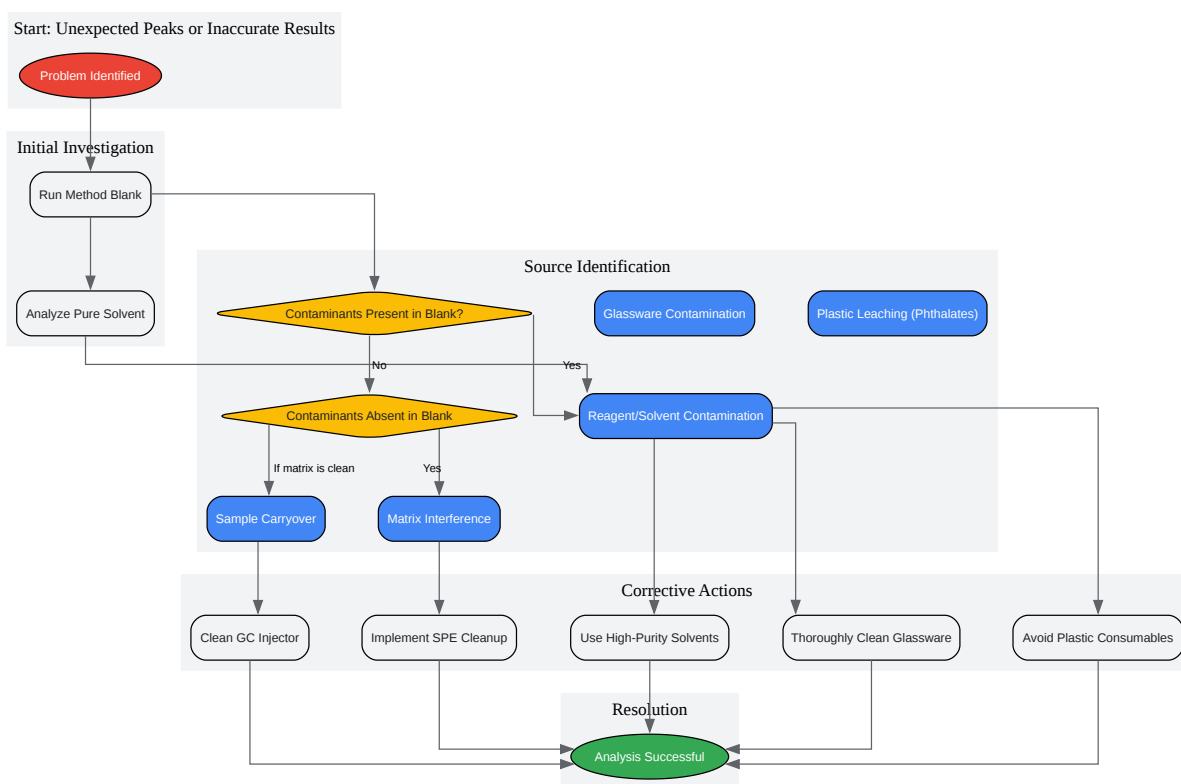 Start: Unexpected Peaks or Inaccurate Results
Problem Identified
Initial Investigation
Run Method Blank
Analyze Pure Solvent
Source Identification
Contaminants Present in Blank?
Glassware Contamination
Plastic Leaching (Phthalates)
No
Yes
Contaminants Absent in Blank
Reagent/Solvent Contamination
If matrix is clean
Yes
Sample Carryover
Matrix Interference
Corrective Actions
Clean GC Injector
Implement SPE Cleanup
Use High-Purity Solvents
Thoroughly Clean Glassware
Avoid Plastic Consumables
Resolution
Analysis Successful